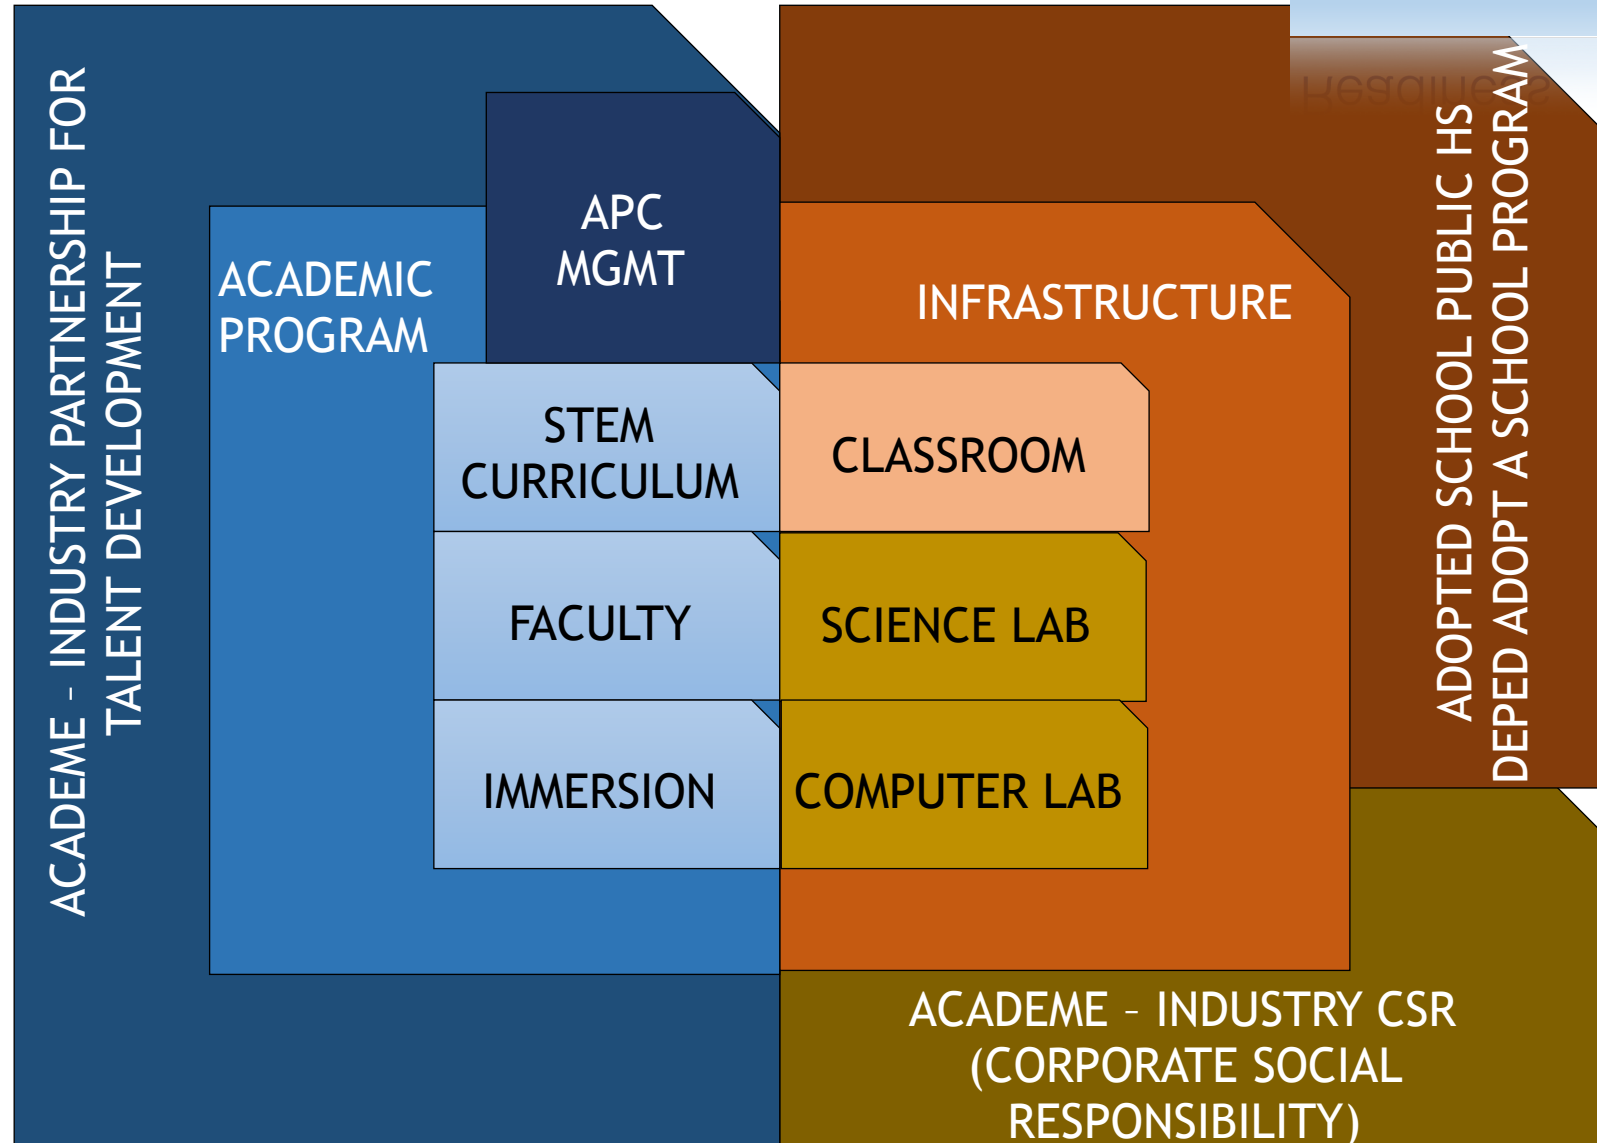 ACADEME – INDUSTRY PARTNERSHIP FOR
TALENT DEVELOPMENT
APC
MGMT
ACADEMIC
PROGRAM
STEM
CURRICULUM
FACULTY
IMMERSION
INFRASTRUCTURE
CLASSROOM
SCIENCE LAB
COMPUTER LAB
Readiness
ADOPTED SCHOOL PUBLIC HS
DEPED ADOPT A SCHOOL PROGRAM
ACADEME – INDUSTRY CSR
(CORPORATE SOCIAL
RESPONSIBILITY)